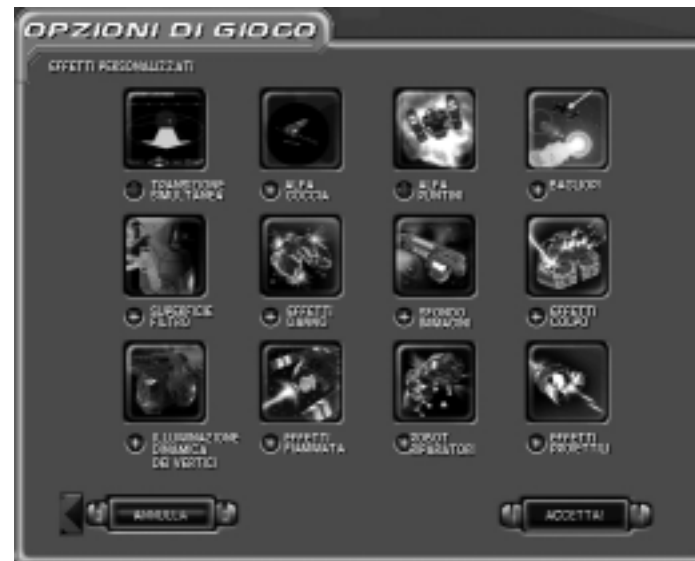 OPZIONI DI GIOCO
EFFETTI PERSONALIZZATI
TRANSIZIONE
SIMULTANEA
ALFA
GOCCIA
ALFA
PUNTINI
BAGLIORI
SUPERFICIE
FILTRO
EFFETTI
DANNO
SFONDO
IMMAGINI
EFFETTI
COLPO
ILLUMINAZIONE
DINAMICA
DEI VERTICI
EFFETTI
FIAMMATA
ROBOT
RIPARATORI
EFFETTI
PROIETTILI
ANNULLA
ACCETTA!